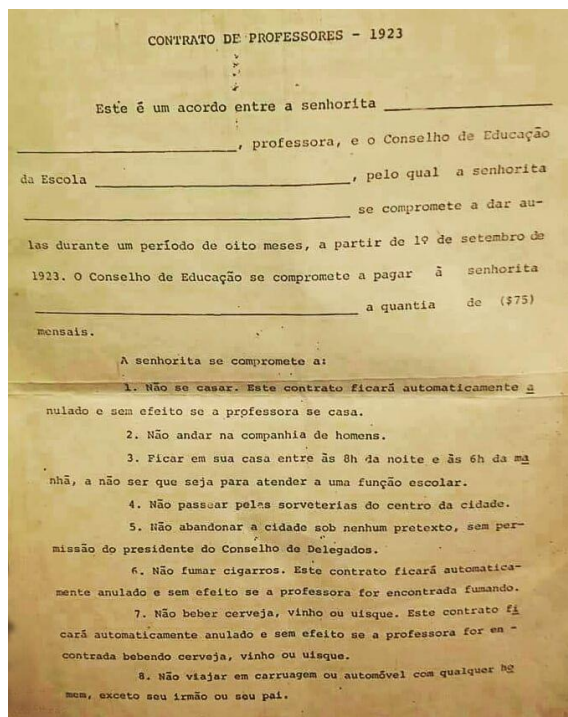 CONTRATO DE PROFESSORES - 1923
Este é um acordo entre a senhorita
, professora, e o Conselho de Educação
da Escola , pelo qual a senhorita
se compromete a dar au-
las durante um período de oito meses, a partir de 1º de setembro de
1923. O Conselho de Educação se compromete a pagar à senhorita
a quantia de ($75)
mensais.
A senhorita se compromete a:
1. Não se casar. Este contrato ficará automaticamente a
nulado e sem efeito se a professora se casa.
2. Não andar na companhia de homens.
3. Ficar em sua casa entre às 8h da noite e às 6h da ma
nhã, a não ser que seja para atender a uma função escolar.
4. Não passear pelas sorveterias do centro da cidade.
5. Não abandonar a cidade sob nenhum pretexto, sem per-
missão do presidente do Conselho de Delegados.
6. Não fumar cigarros. Este contrato ficará automatica-
mente anulado e sem efeito se a professora for encontrada fumando.
7. Não beber cerveja, vinho ou uisque. Este contrato fi
cará automaticamente anulado e sem efeito se a professora for en -
contrada bebendo cerveja, vinho ou uisque.
8. Não viajar em carruagem ou automóvel com qualquer ho
mem, exceto seu irmão ou seu pai.